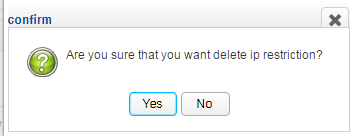 confirm
Are you sure that you want delete ip restriction?
Yes No